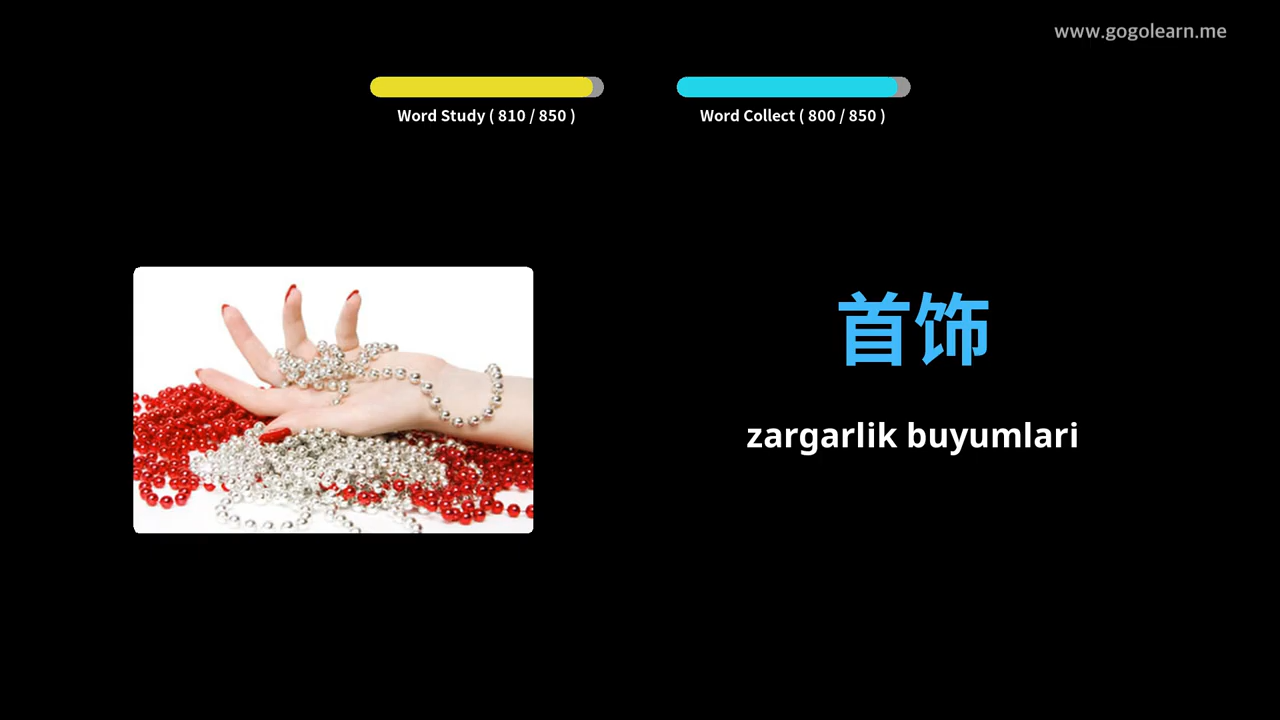 www.gogolearn.me
Word Study ( 810 / 850 )
Word Collect ( 800 / 850 )
首饰
zargarlik buyumlari